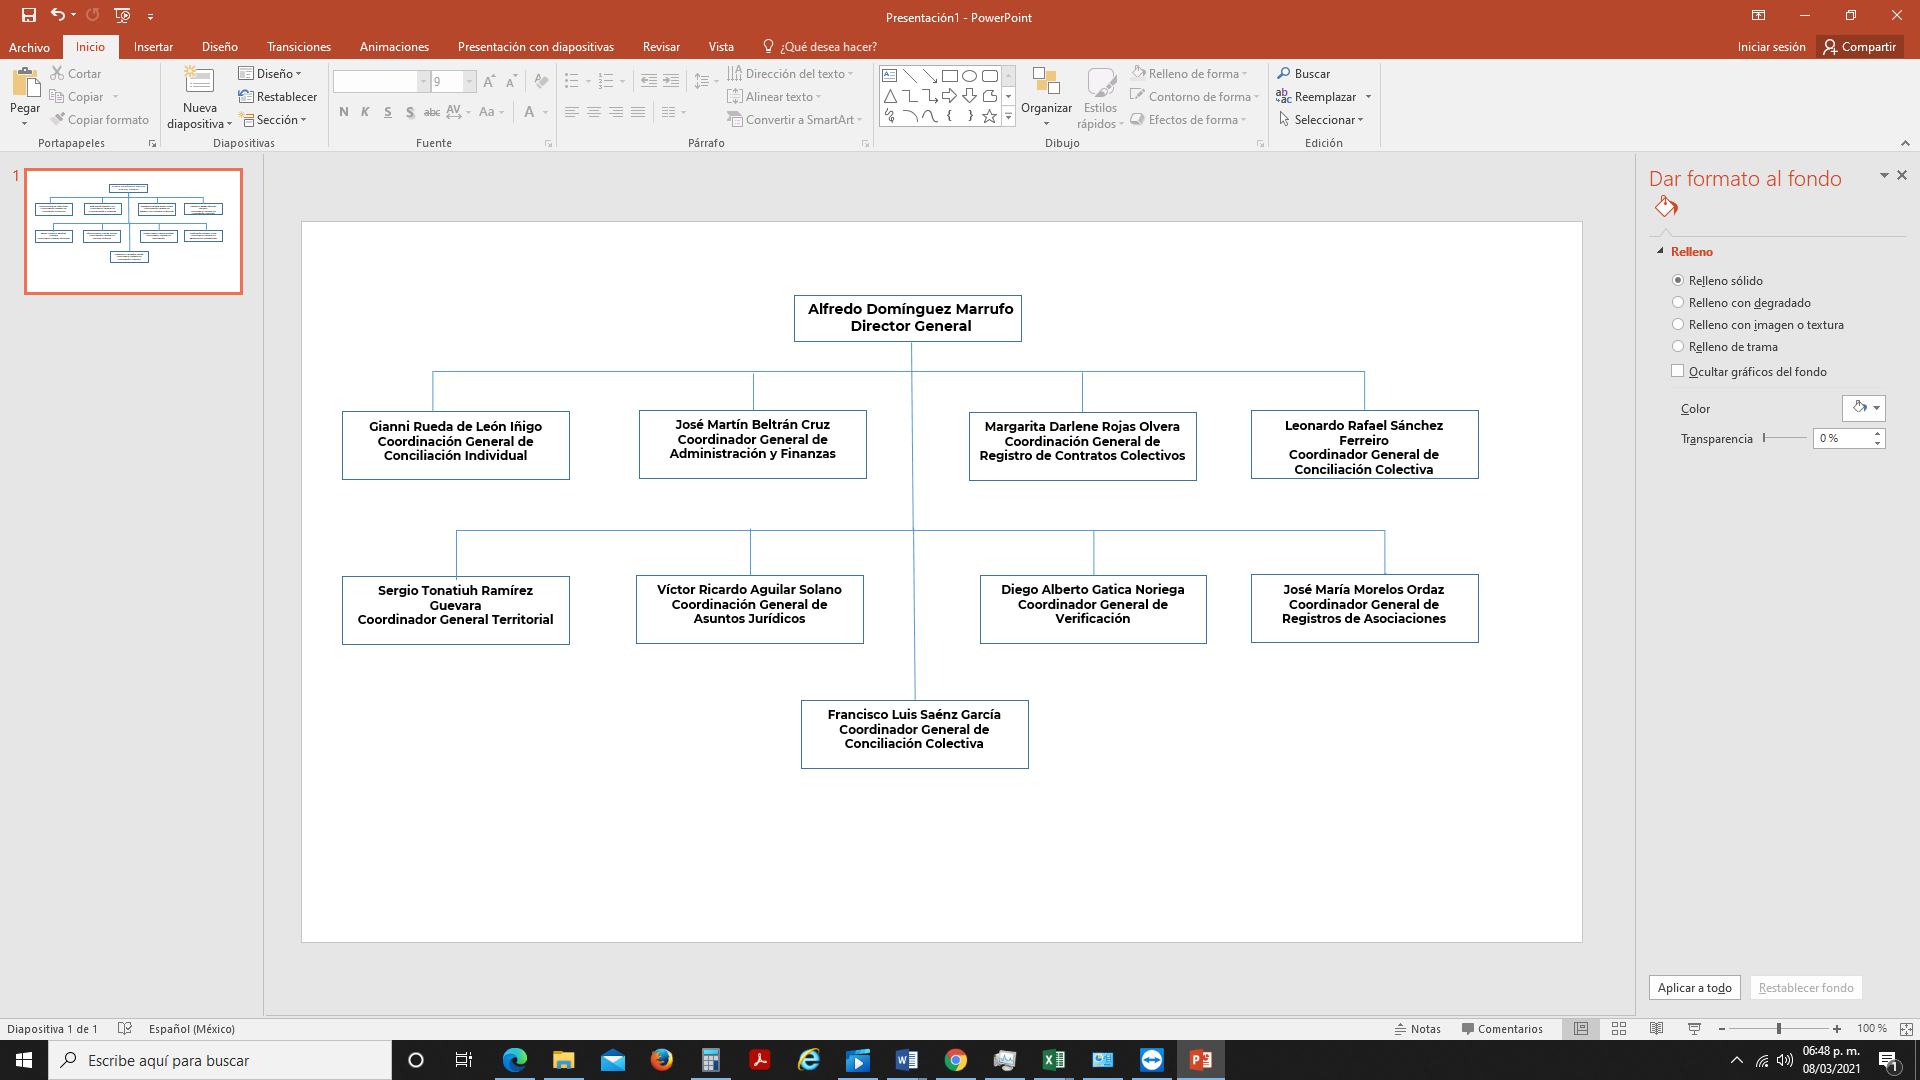 Presentación1 - PowerPoint
Archivo Inicio Insertar Diseño Transiciones Animaciones Presentación con diapositivas Revisar Vista ¿Qué desea hacer? Iniciar sesión Compartir
Pegar
Cortar
Copiar
Copiar formato
Portapapeles
Nueva
diapositiva
Diseño
Restablecer
Sección
Diapositivas
9
N K S S abc AV Aa A
Fuente
Dirección del texto
Alinear texto
Convertir a SmartArt
Párrafo
Organizar
Estilos
rápidos
Relleno de forma
Contorno de forma
Efectos de forma
Dibujo
Buscar
Reemplazar
Seleccionar
Edición
1
Alfredo Domínguez Marrufo
Director General
Gianni Rueda de León Iñigo
Coordinación General de
Conciliación Individual
José Martín Beltrán Cruz
Coordinador General de
Administración y Finanzas
Margarita Darlene Rojas Olvera
Coordinación General de
Registro de Contratos Colectivos
Leonardo Rafael Sánchez
Ferreiro
Coordinador General de
Conciliación Colectiva
Sergio Tonatiuh Ramírez
Guevara
Coordinador General Territorial
Víctor Ricardo Aguilar Solano
Coordinación General de
Asuntos Jurídicos
Diego Alberto Gatica Noriega
Coordinador General de
Verificación
José María Morelos Ordaz
Coordinador General de
Registros de Asociaciones
Francisco Luis Saénz García
Coordinador General de
Conciliación Colectiva
Dar formato al fondo
Relleno
Relleno sólido
Relleno con degradado
Relleno con imagen o textura
Relleno de trama
Ocultar gráficos del fondo
Color
Transparencia 0 %
Aplicar a todo Restablecer fondo
Diapositiva 1 de 1 Español (México) Notas Comentarios 100 %
Escribe aquí para buscar
06:48 p. m.
08/03/2021
1